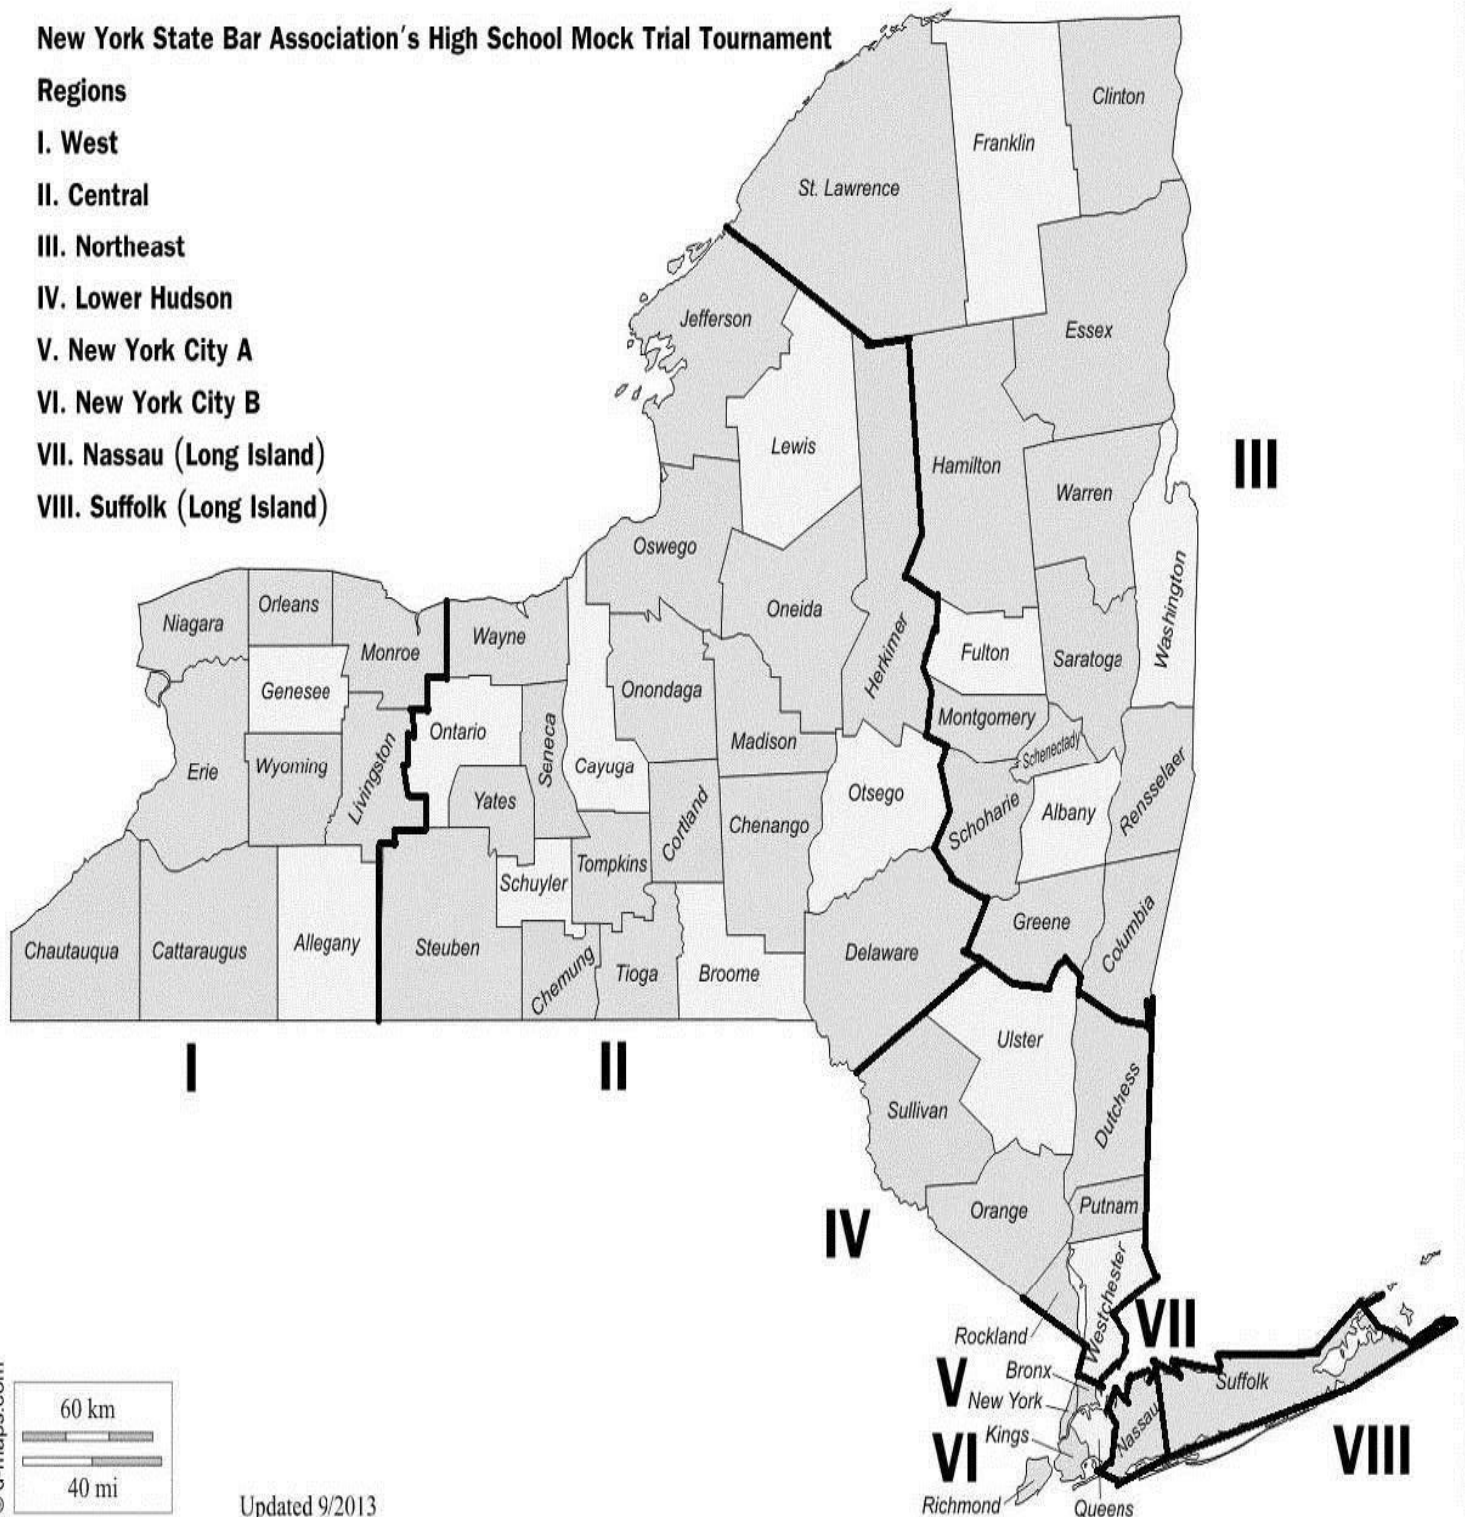 New York State Bar Association's High School Mock Trial Tournament
Regions
I. West
II. Central
III. Northeast
IV. Lower Hudson
V. New York City A
VI. New York City B
VII. Nassau (Long Island)
VIII. Suffolk (Long Island)
Clinton
Franklin
St. Lawrence
Jefferson
Essex
Lewis
Hamilton
III
Warren
Oswego
Oneida
Washington
Niagara
Orleans
Monroe
Wayne
Herkimer
Fulton
Saratoga
Genesee
Onondaga
Montgomery
Ontario
Seneca
Madison
Schenectady
Erie
Wyoming
Livingston
Cayuga
Otsego
Rensselaer
Yates
Cortland
Chenango
Schoharie
Albany
Schuyler
Tompkins
Greene
Columbia
Chautauqua
Cattaraugus
Allegany
Steuben
Chemung
Tioga
Broome
Delaware
Ulster
I
II
Sullivan
Dutchess
IV
Orange
Putnam
Westchester
VII
Rockland
Bronx
V
New York
Suffolk
Kings
Nassau
VI
VIII
Richmond
Queens
60 km
40 mi
Updated 9/2013
d-maps.com